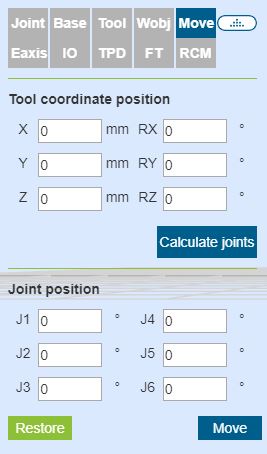 Joint Base Tool Wobj Move
Eaxis IO TPD FT RCM
Tool coordinate position
X 0 mm RX 0 °
Y 0 mm RY 0 °
Z 0 mm RZ 0 °
Calculate joints
Joint position
J1 0 ° J4 0 °
J2 0 ° J5 0 °
J3 0 ° J6 0 °
Restore Move